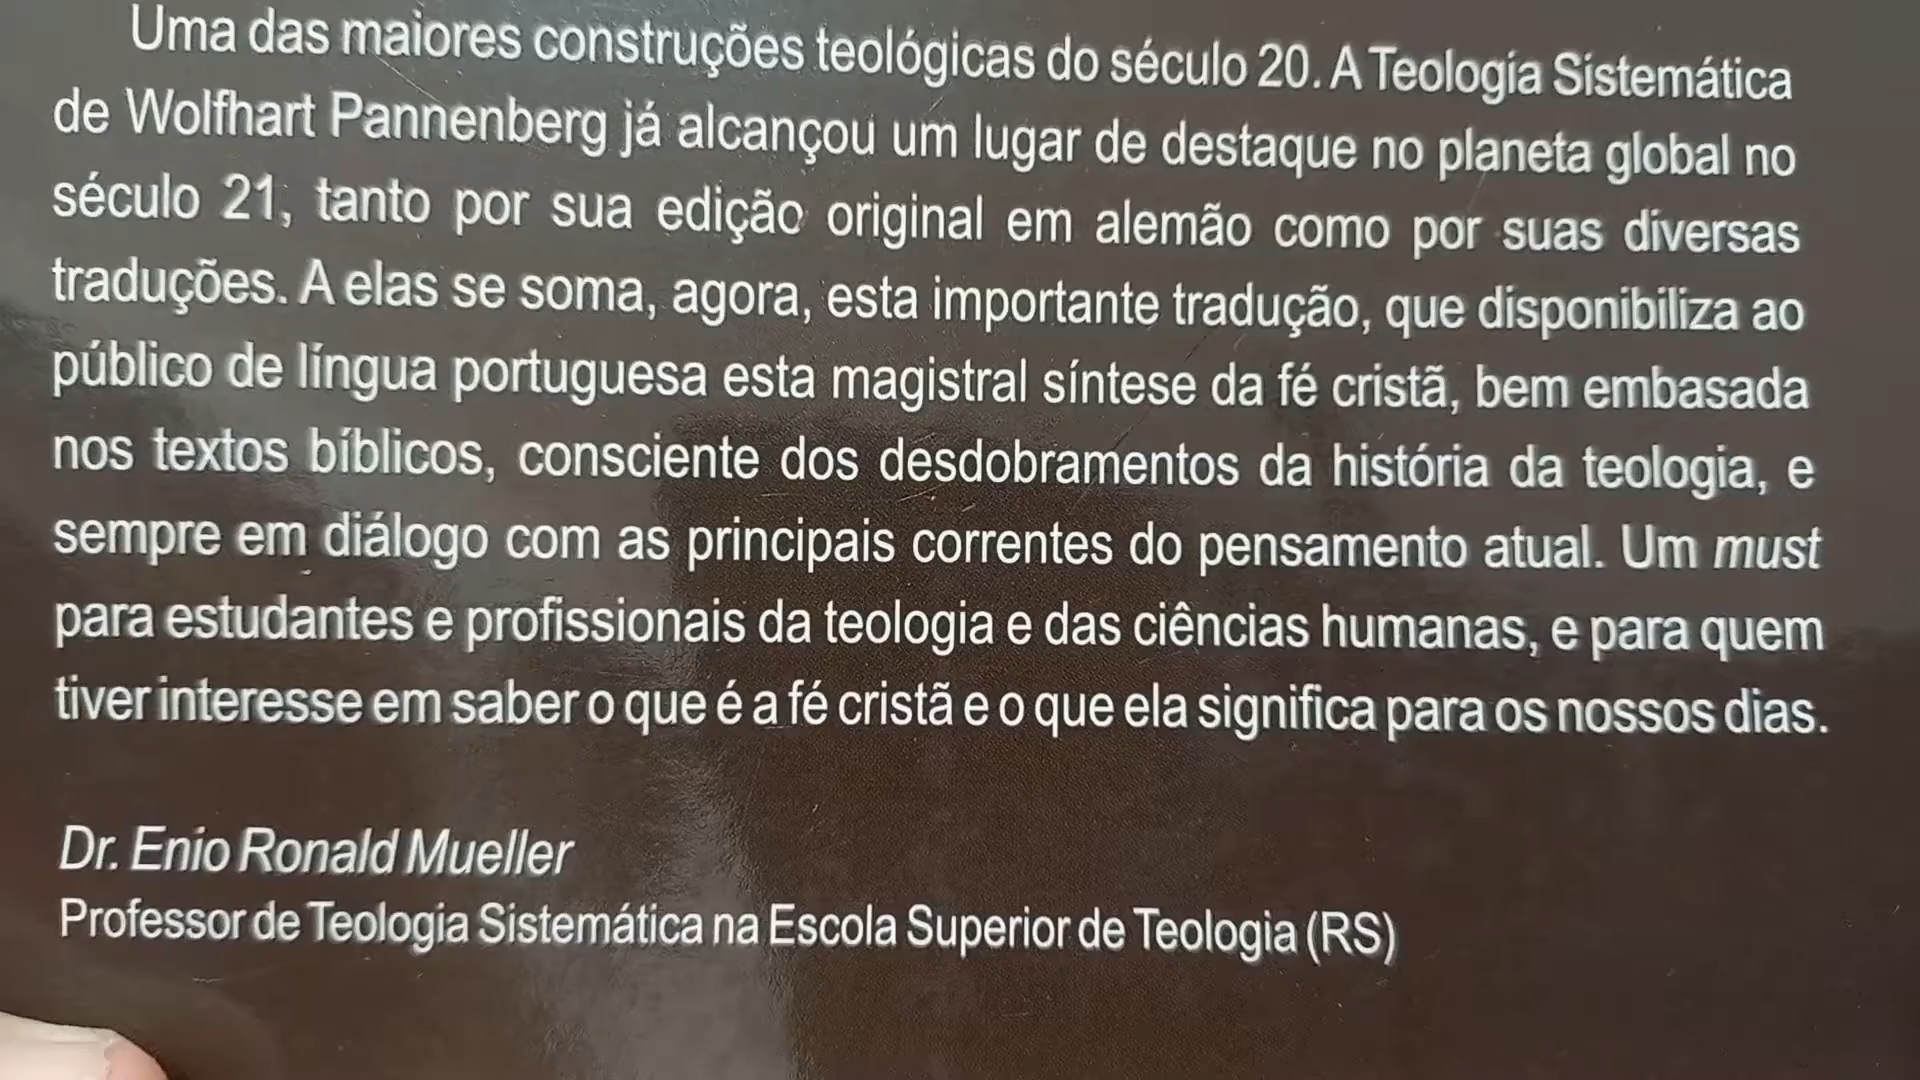 Uma das maiores construções teológicas do século 20. A Teologia Sistemática
de Wolfhart Pannenberg já alcançou um lugar de destaque no planeta global no
século 21, tanto por sua edição original em alemão como por suas diversas
traduções. A elas se soma, agora, esta importante tradução, que disponibiliza ao
público de língua portuguesa esta magistral síntese da fé cristã, bem embasada
nos textos bíblicos, consciente dos desdobramentos da história da teologia, e
sempre em diálogo com as principais correntes do pensamento atual. Um must
para estudantes e profissionais da teologia e das ciências humanas, e para quem
tiver interesse em saber o que é a fé cristã e o que ela significa para os nossos dias.
Dr. Enio Ronald Mueller
Professor de Teologia Sistemática na Escola Superior de Teologia (RS)